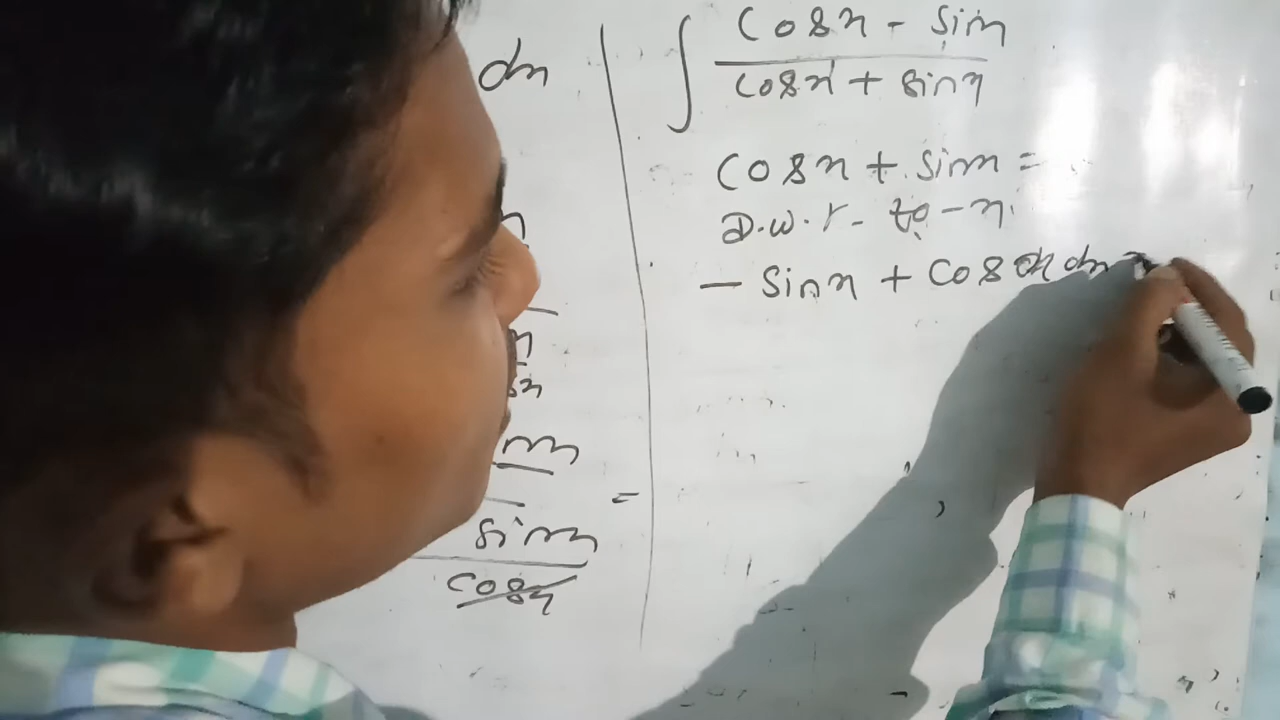 dx
∫ cosx - sinx
cosx + sinx
cosx + sinx =
D.w.r. to - x
- sinx + cosx dx
=
sinx
cosx